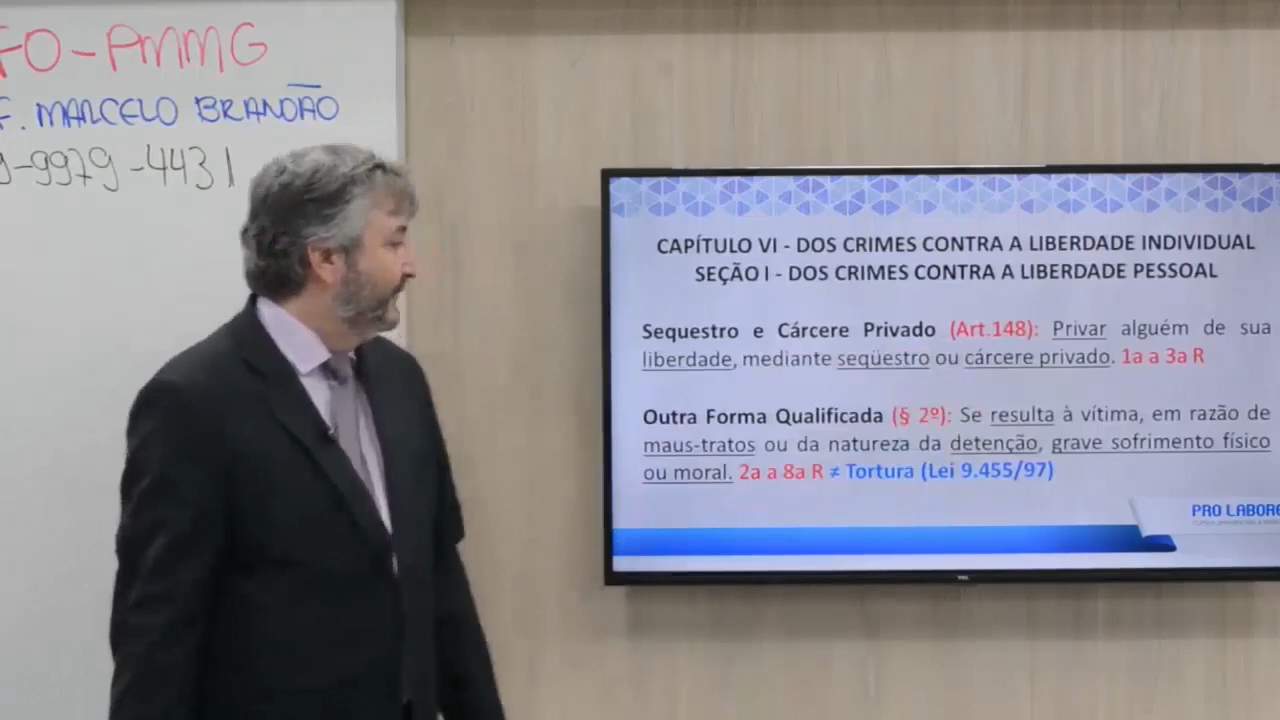 FO-PMMG
F. MARCELO BRANDÃO
9-9979-4431
CAPÍTULO VI - DOS CRIMES CONTRA A LIBERDADE INDIVIDUAL
SEÇÃO I - DOS CRIMES CONTRA A LIBERDADE PESSOAL
Sequestro e Cárcere Privado (Art.148): Privar alguém de sua
liberdade, mediante seqüestro ou cárcere privado. 1a a 3a R
Outra Forma Qualificada (§ 2º): Se resulta à vítima, em razão de
maus-tratos ou da natureza da detenção, grave sofrimento físico
ou moral. 2a a 8a R ≠ Tortura (Lei 9.455/97)
PRO LABORE
TCL